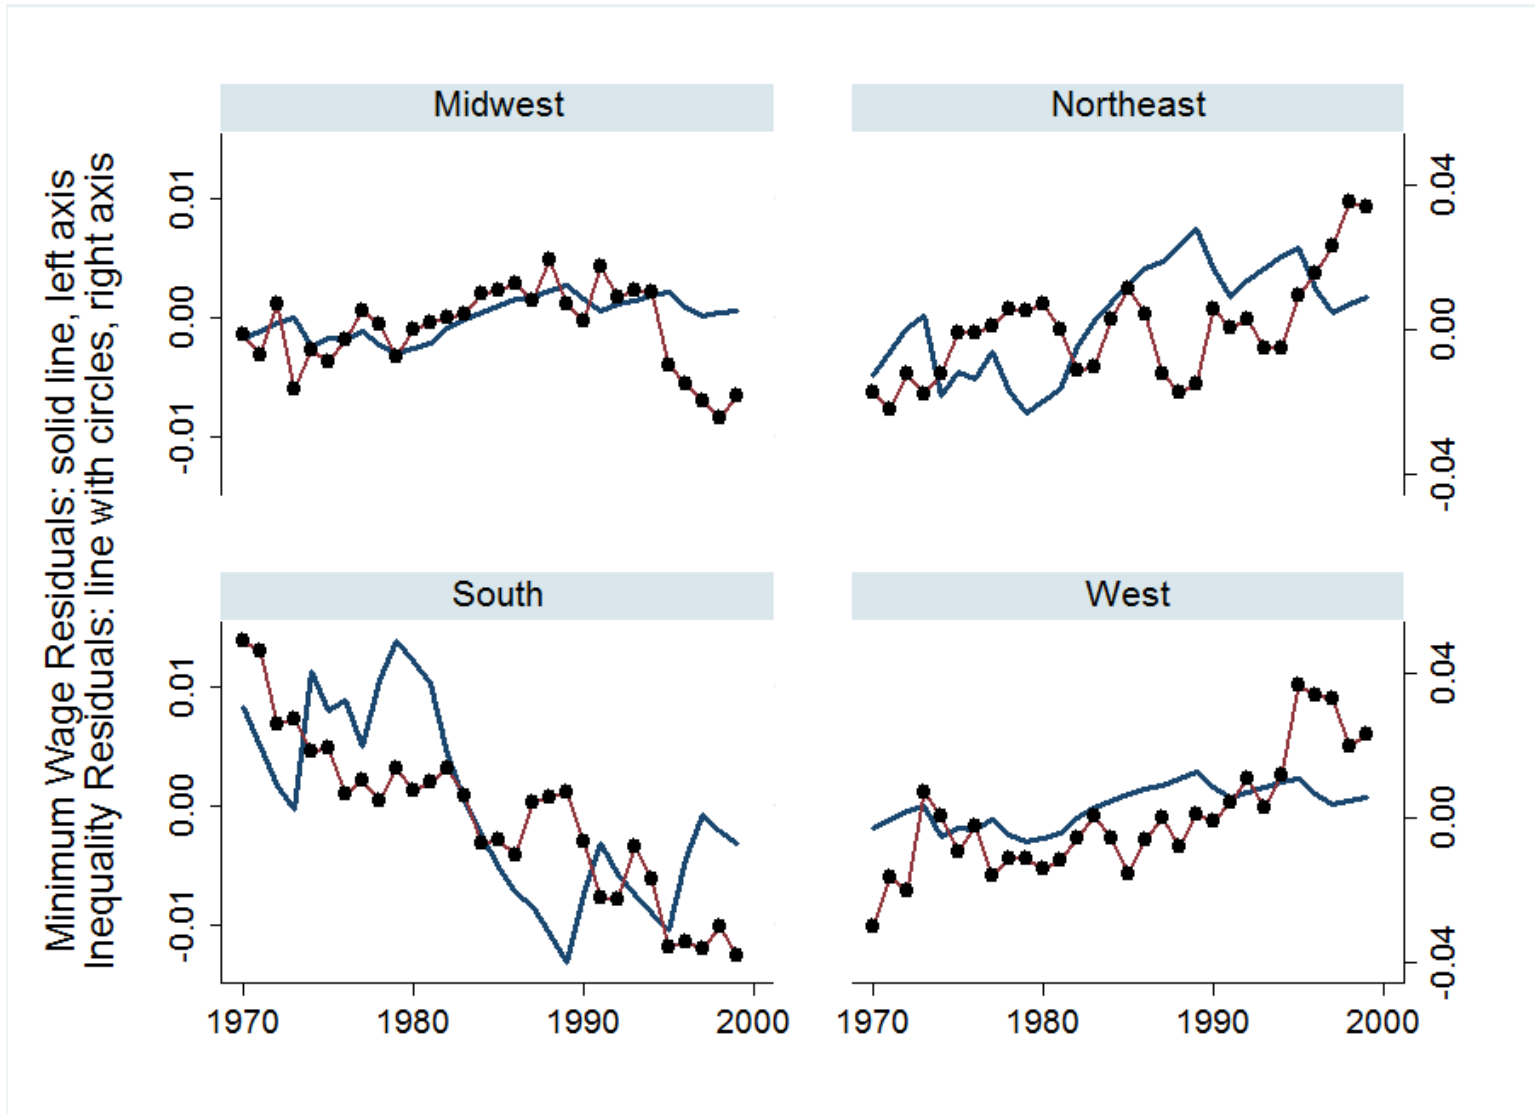 Minimum Wage Residuals: solid line, left axis
Inequality Residuals: line with circles, right axis
Midwest
Northeast
0.01
0.00
-0.01
0.04
0.00
-0.04
South
West
0.01
0.00
-0.01
0.04
0.00
-0.04
1970 1980 1990 2000
1970 1980 1990 2000